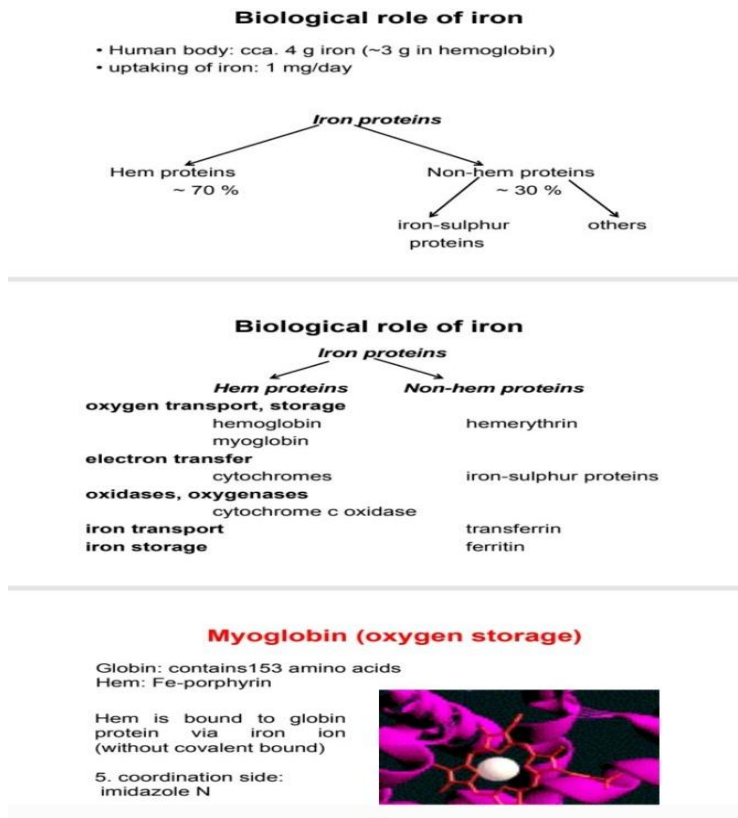 Biological role of iron
• Human body: cca. 4 g iron (~3 g in hemoglobin)
• uptaking of iron: 1 mg/day
Iron proteins
Hem proteins
~ 70 %
Non-hem proteins
~ 30 %
iron-sulphur
proteins
others
Biological role of iron
Iron proteins
Hem proteins Non-hem proteins
oxygen transport, storage
hemoglobin hemerythrin
myoglobin
electron transfer
cytochromes iron-sulphur proteins
oxidases, oxygenases
cytochrome c oxidase
iron transport transferrin
iron storage ferritin
Myoglobin (oxygen storage)
Globin: contains153 amino acids
Hem: Fe-porphyrin
Hem is bound to globin
protein via iron ion
(without covalent bound)
5. coordination side:
imidazole N